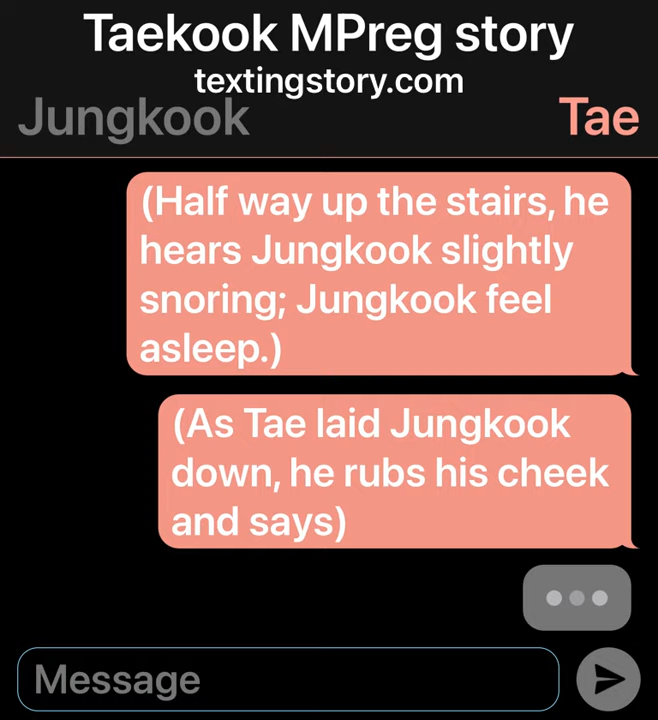 Taekook MPreg story
textingstory.com
Jungkook
Tae
(Half way up the stairs, he
hears Jungkook slightly
snoring; Jungkook feel
asleep.)
(As Tae laid Jungkook
down, he rubs his cheek
and says)
Message